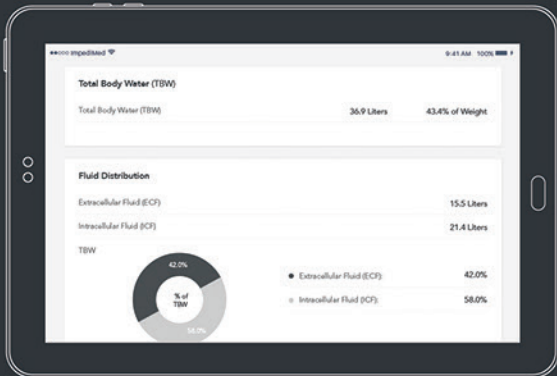 ●●○○○ ImpediMed 9:41 AM 100%
Total Body Water (TBW)
Total Body Water (TBW) 36.9 Liters 43.4% of Weight
Fluid Distribution
Extracellular Fluid (ECF) 15.5 Liters
Intracellular Fluid (ICF) 21.4 Liters
TBW
42.0%
% of
TBW
58.0%
● Extracellular Fluid (ECF): 42.0%
● Intracellular Fluid (ICF): 58.0%